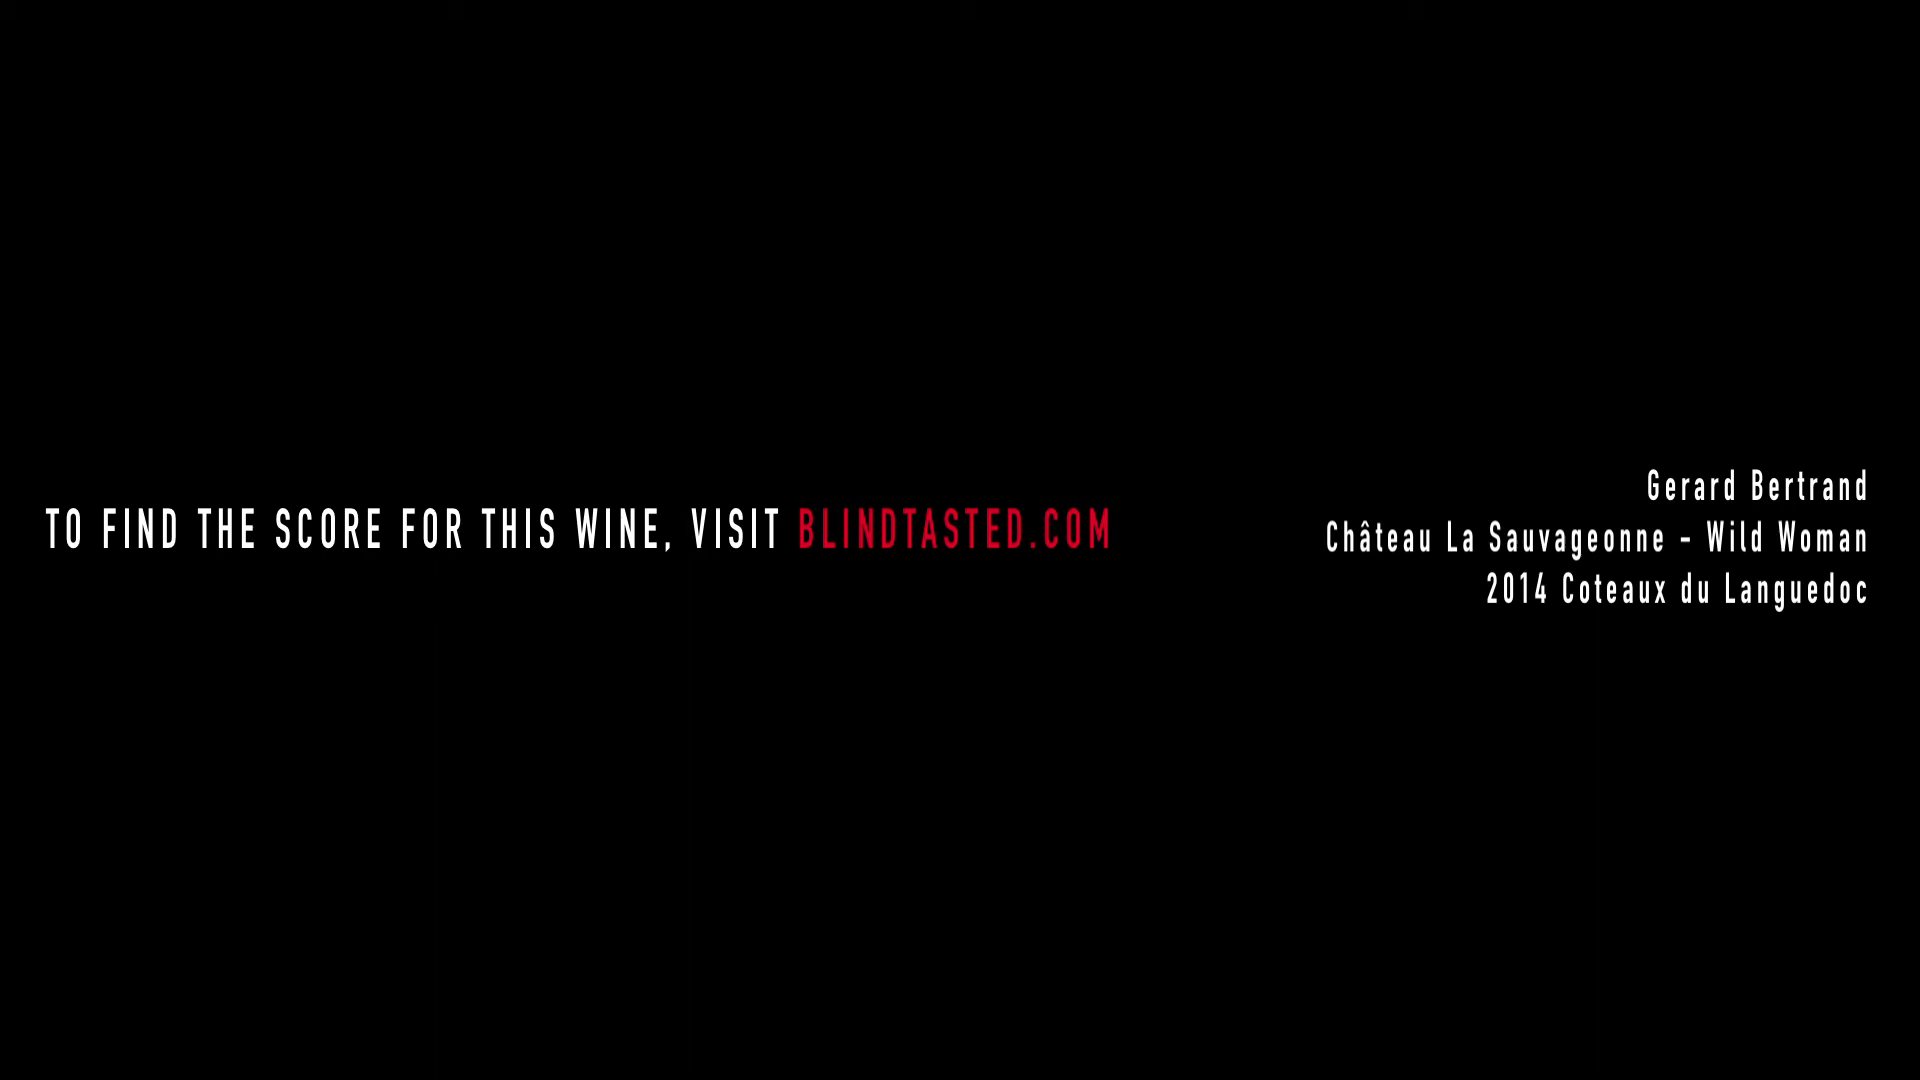 TO FIND THE SCORE FOR THIS WINE, VISIT BLINDTASTED.COM
Gerard Bertrand
Château La Sauvageonne - Wild Woman
2014 Coteaux du Languedoc